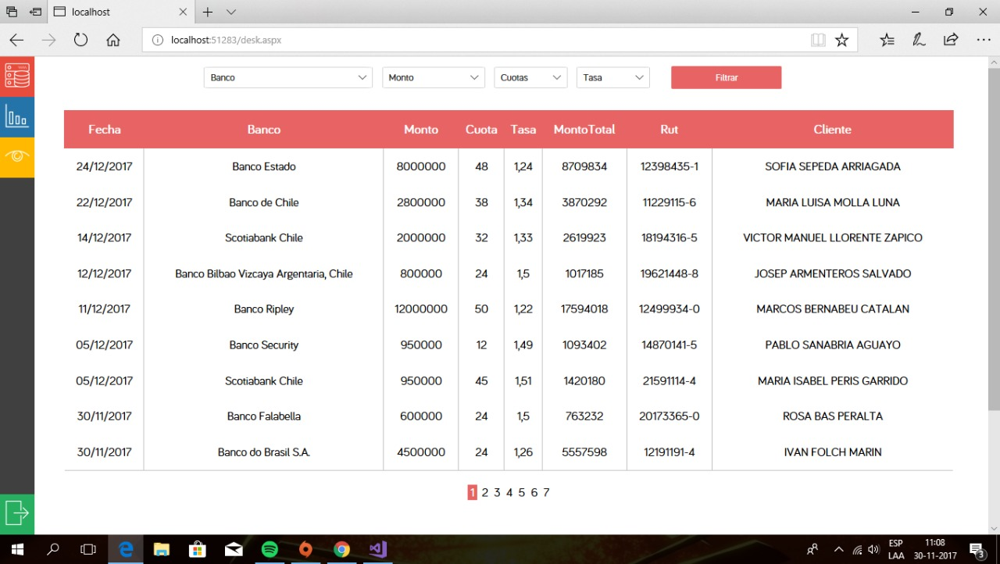 localhost
localhost:51283/desk.aspx
Banco Monto Cuotas Tasa Filtrar
Fecha Banco Monto Cuota Tasa MontoTotal Rut Cliente
24/12/2017 Banco Estado 8000000 48 1,24 8709834 12398435-1 SOFIA SEPEDA ARRIAGADA
22/12/2017 Banco de Chile 2800000 38 1,34 3870292 11229115-6 MARIA LUISA MOLLA LUNA
14/12/2017 Scotiabank Chile 2000000 32 1,33 2619923 18194316-5 VICTOR MANUEL LLORENTE ZAPICO
12/12/2017 Banco Bilbao Vizcaya Argentaria, Chile 800000 24 1,5 1017185 19621448-8 JOSEP ARMENTEROS SALVADO
11/12/2017 Banco Ripley 12000000 50 1,22 17594018 12499934-0 MARCOS BERNABEU CATALAN
05/12/2017 Banco Security 950000 12 1,49 1093402 14870141-5 PABLO SANABRIA AGUAYO
05/12/2017 Scotiabank Chile 950000 45 1,51 1420180 21591114-4 MARIA ISABEL PERIS GARRIDO
30/11/2017 Banco Falabella 600000 24 1,5 763232 20173365-0 ROSA BAS PERALTA
30/11/2017 Banco do Brasil S.A. 4500000 24 1,26 5557598 12191191-4 IVAN FOLCH MARIN
1 2 3 4 5 6 7
ESP 11:08
LAA 30-11-2017 3